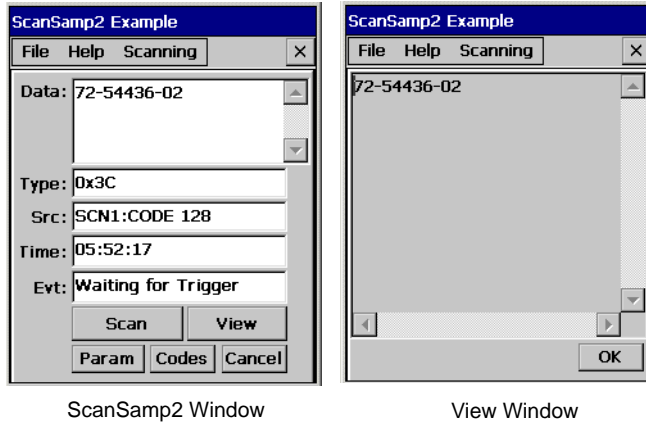 ScanSamp2 Example
File Help Scanning
Data: 72-54436-02
Type: 0x3C
Src: SCN1:CODE 128
Time: 05:52:17
Evt: Waiting for Trigger
Scan View
Param Codes Cancel
ScanSamp2 Window
ScanSamp2 Example
File Help Scanning
72-54436-02
OK
View Window